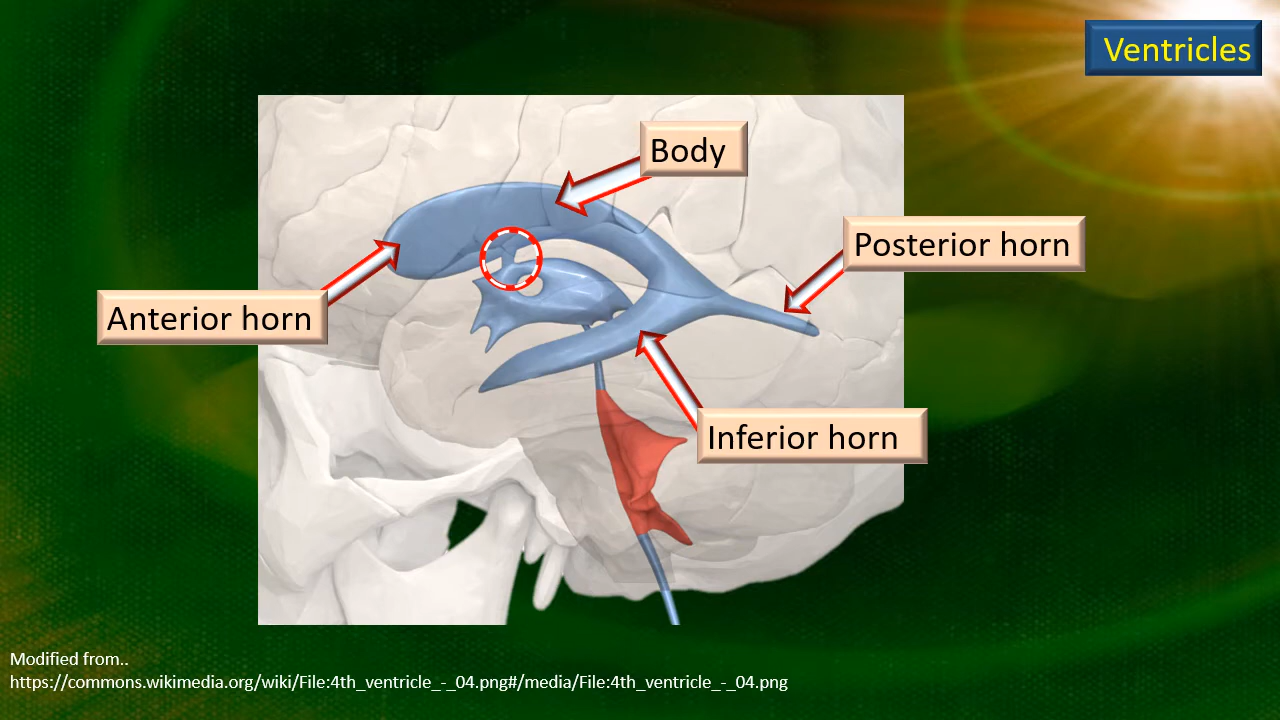 Ventricles
Body
Posterior horn
Anterior horn
Inferior horn
Modified from..
https://commons.wikimedia.org/wiki/File:4th_ventricle_-_04.png#/media/File:4th_ventricle_-_04.png